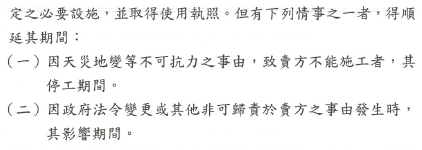 定之必要設施，並取得使用執照。但有下列情事之一者，得順
延其期間：
（一）因天災地變等不可抗力之事由，致賣方不能施工者，其
停工期間。
（二）因政府法令變更或其他非可歸責於賣方之事由發生時，
其影響期間。